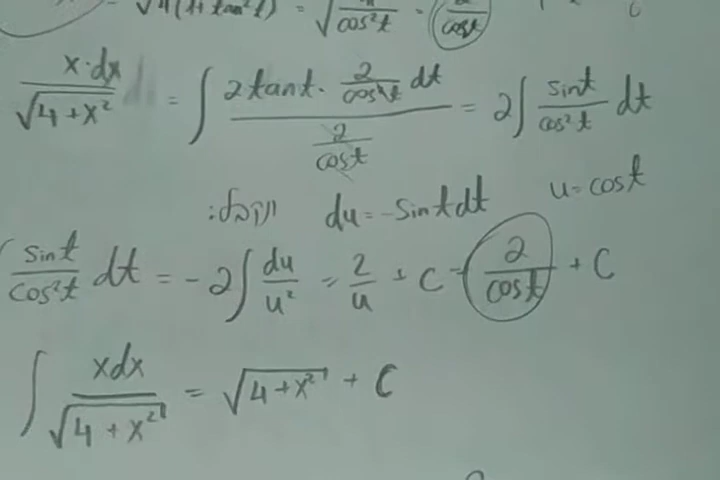 √4(1+tan²t) = √4/cos²t = 2/cost
x·dx/√4+x² = ∫ 2tant · 2/cos²t dt / 2/cost = 2∫ sint/cos²t dt
u=cost
du=-sintdt
sint/cos²t dt = -2∫ du/u² = 2/u + C = 2/cost + C
∫ xdx/√4+x² = √4+x² + C